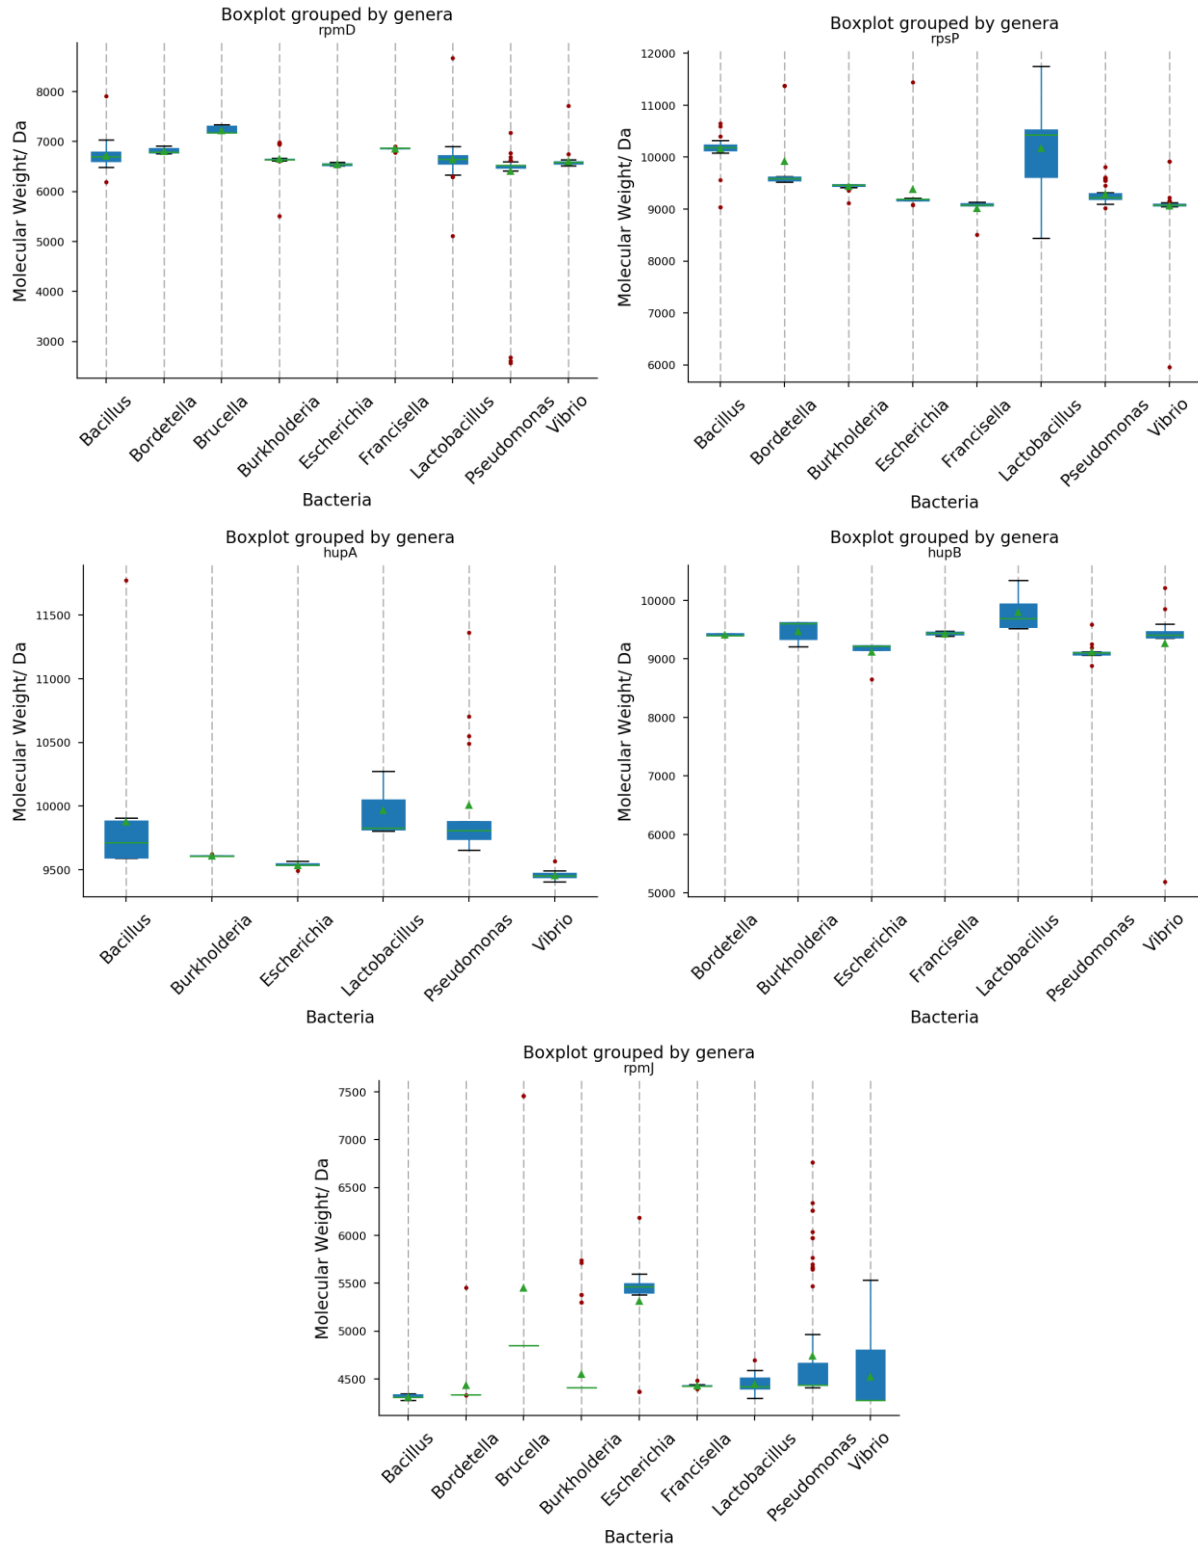 Boxplot grouped by genera
rpmD
Molecular Weight/ Da
8000
7000
6000
5000
4000
3000
Bacillus
Bordetella
Brucella
Burkholderia
Escherichia
Francisella
Lactobacillus
Pseudomonas
Vibrio
Bacteria
Boxplot grouped by genera
rpsP
Molecular Weight/ Da
12000
11000
10000
9000
8000
7000
6000
Bacillus
Bordetella
Burkholderia
Escherichia
Francisella
Lactobacillus
Pseudomonas
Vibrio
Bacteria
Boxplot grouped by genera
hupA
Molecular Weight/ Da
11500
11000
10500
10000
9500
Bacillus
Burkholderia
Escherichia
Lactobacillus
Pseudomonas
Vibrio
Bacteria
Boxplot grouped by genera
hupB
Molecular Weight/ Da
10000
9000
8000
7000
6000
5000
Bordetella
Burkholderia
Escherichia
Francisella
Lactobacillus
Pseudomonas
Vibrio
Bacteria
Boxplot grouped by genera
rpmJ
Molecular Weight/ Da
7500
7000
6500
6000
5500
5000
4500
Bacillus
Bordetella
Brucella
Burkholderia
Escherichia
Francisella
Lactobacillus
Pseudomonas
Vibrio
Bacteria